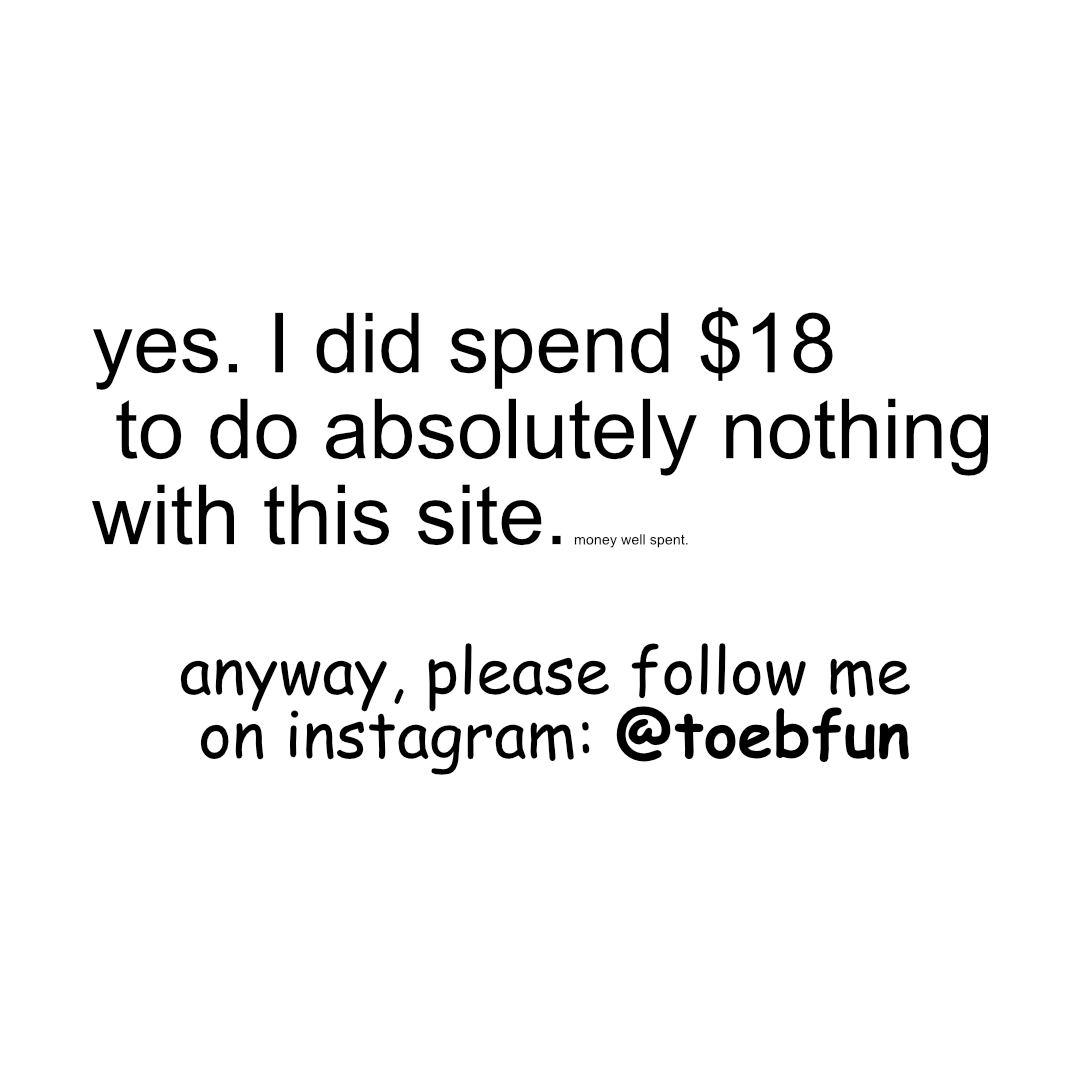 yes. I did spend $18
to do absolutely nothing
with this site. money well spent.
anyway, please follow me
on instagram: @toebfun